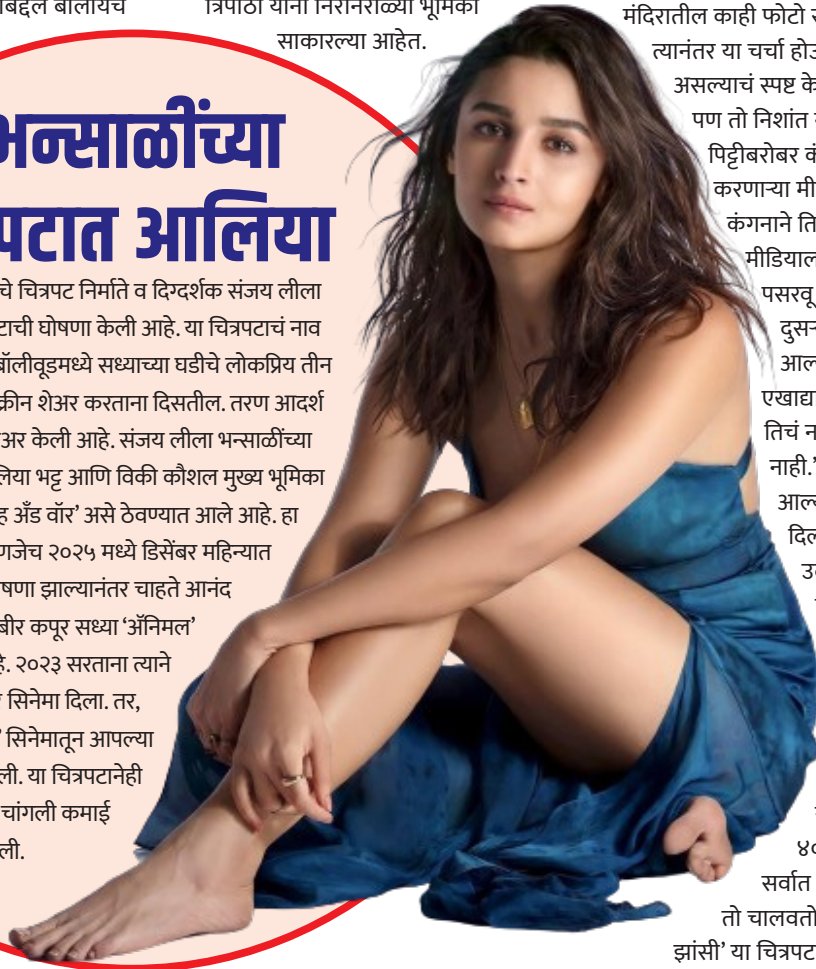 बद्दल बोलायचं
त्रिपाठी यांनी निरनिराळ्या भूमिका
साकारल्या आहेत.
भन्साळींच्या
पटात आलिया
चे चित्रपट निर्माते व दिग्दर्शक संजय लीला
टाची घोषणा केली आहे. या चित्रपटाचं नाव
बॉलीवूडमध्ये सध्याच्या घडीचे लोकप्रिय तीन
क्रीन शेअर करताना दिसतील. तरण आदर्श
अर केली आहे. संजय लीला भन्साळींच्या
लिया भट्ट आणि विकी कौशल मुख्य भूमिका
ह अँड वॉर’ असे ठेवण्यात आले आहे. हा
णजेच २०२५ मध्ये डिसेंबर महिन्यात
षणा झाल्यानंतर चाहते आनंद
बीर कपूर सध्या ‘ॲनिमल’
हे. २०२३ सरताना त्याने
सिनेमा दिला. तर,
’ सिनेमातून आपल्या
ली. या चित्रपटानेही
चांगली कमाई
ली.
मंदिरातील काही फोटो
त्यानंतर या चर्चा
असल्याचं स्पष्ट के
पण तो निशांत
पिट्टीबरोबर
करणाऱ्या मी
कंगनाने ति
मीडियाल
पसरवू
दुसऱ
आल
एखाद्या
तिचं न
नाही.’
आल्
दिल
उ
४०
सर्वात
तो चालवतो
झांसी’ या चित्रपट